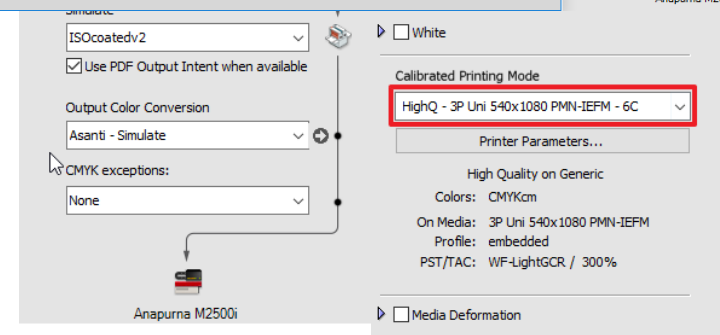 Simulate
ISOcoatedv2
Use PDF Output Intent when available
Output Color Conversion
Asanti - Simulate
CMYK exceptions:
None
Anapurna M2500i
White
Calibrated Printing Mode
HighQ - 3P Uni 540x1080 PMN-IEFM - 6C
Printer Parameters...
High Quality on Generic
Colors: CMYKcm
On Media: 3P Uni 540x1080 PMN-IEFM
Profile: embedded
PST/TAC: WF-LightGCR / 300%
Media Deformation